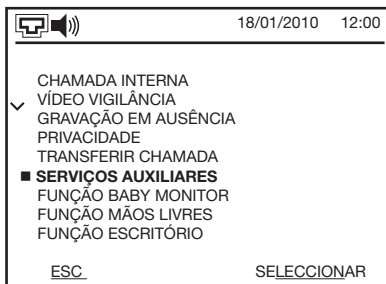 18/01/2010 12:00
CHAMADA INTERNA
VÍDEO VIGILÂNCIA
GRAVAÇÃO EM AUSÊNCIA
PRIVACIDADE
TRANSFERIR CHAMADA
SERVIÇOS AUXILIARES
FUNÇÃO BABY MONITOR
FUNÇÃO MÃOS LIVRES
FUNÇÃO ESCRITÓRIO
ESC SELECCIONAR